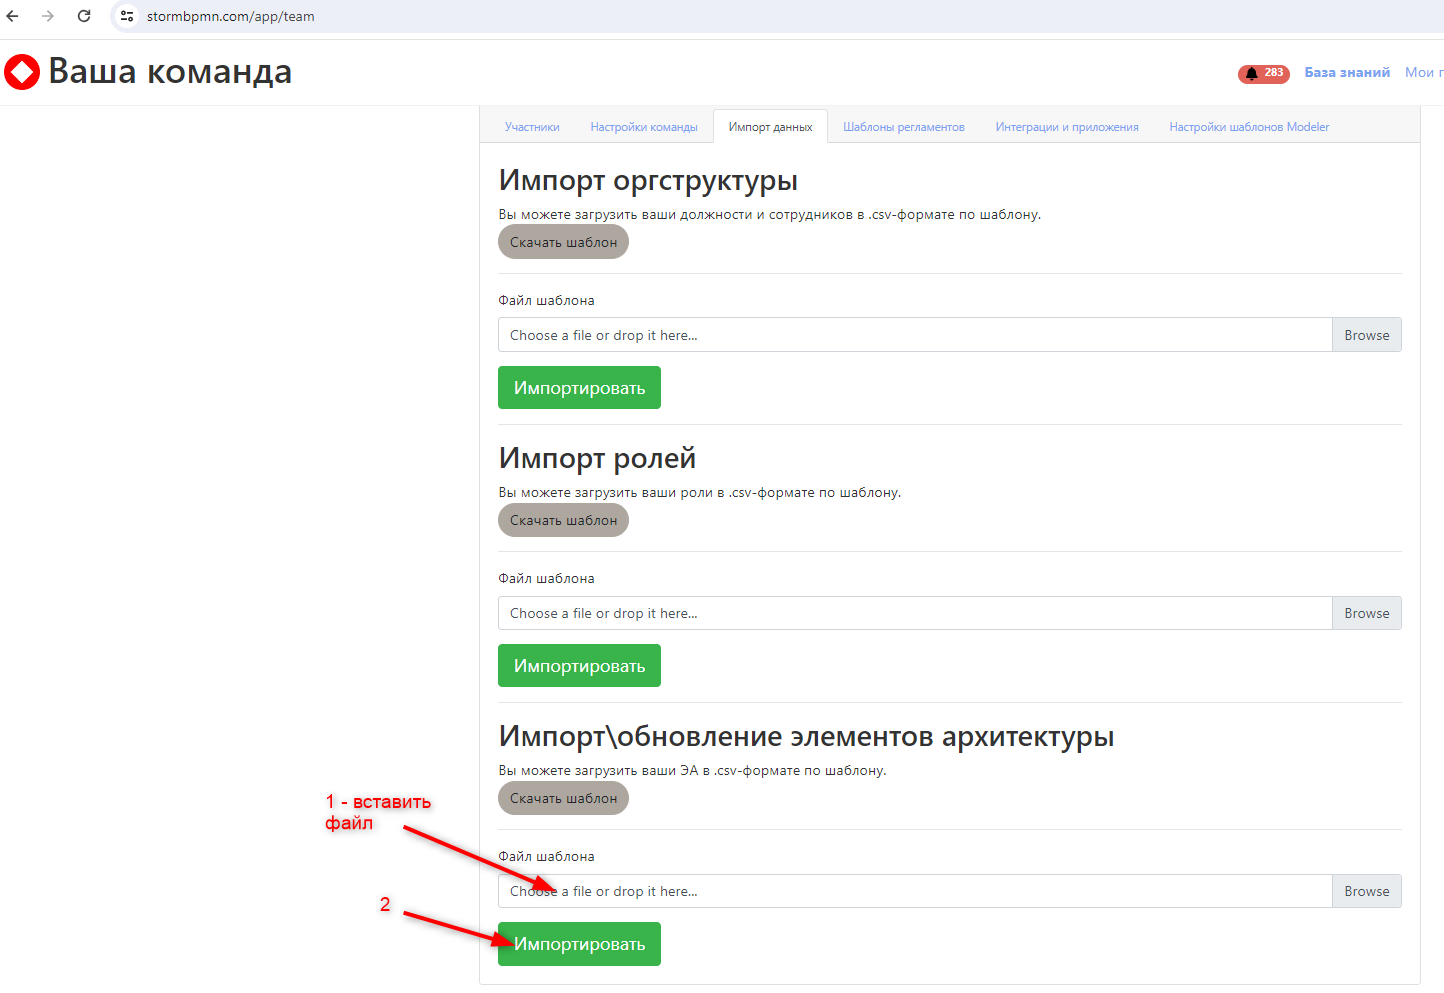 stormbpmn.com/app/team
Ваша команда
283
База знаний
Мои г
Участники
Настройки команды
Импорт данных
Шаблоны регламентов
Интеграции и приложения
Настройки шаблонов Modeler
Импорт оргструктуры
Вы можете загрузить ваши должности и сотрудников в .csv-формате по шаблону.
Скачать шаблон
Файл шаблона
Choose a file or drop it here...
Browse
Импортировать
Импорт ролей
Вы можете загрузить ваши роли в .csv-формате по шаблону.
Скачать шаблон
Файл шаблона
Choose a file or drop it here...
Browse
Импортировать
Импорт\обновление элементов архитектуры
Вы можете загрузить ваши ЭА в .csv-формате по шаблону.
Скачать шаблон
1 - вставить
файл
Файл шаблона
Choose a file or drop it here...
Browse
2
Импортировать